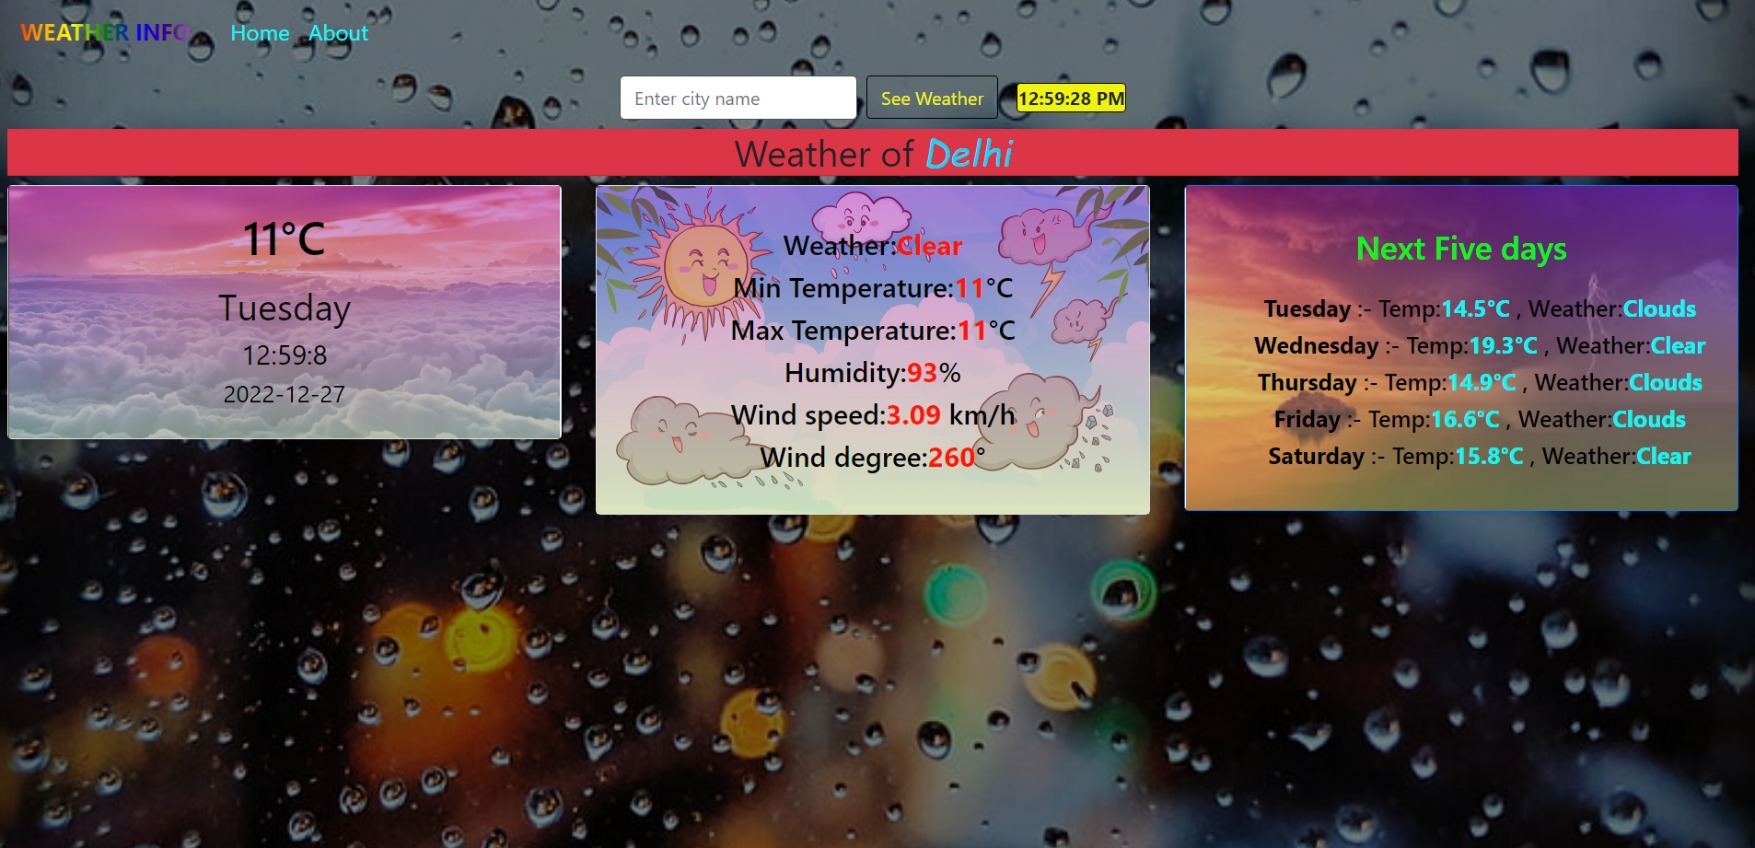 WEATHER INFO Home About
Enter city name See Weather 12:59:28 PM
Weather of Delhi
11°C
Tuesday
12:59:8
2022-12-27
Weather:Clear
Min Temperature:11°C
Max Temperature:11°C
Humidity:93%
Wind speed:3.09 km/h
Wind degree:260°
Next Five days
Tuesday :- Temp:14.5°C , Weather:Clouds
Wednesday :- Temp:19.3°C , Weather:Clear
Thursday :- Temp:14.9°C , Weather:Clouds
Friday :- Temp:16.6°C , Weather:Clouds
Saturday :- Temp:15.8°C , Weather:Clear